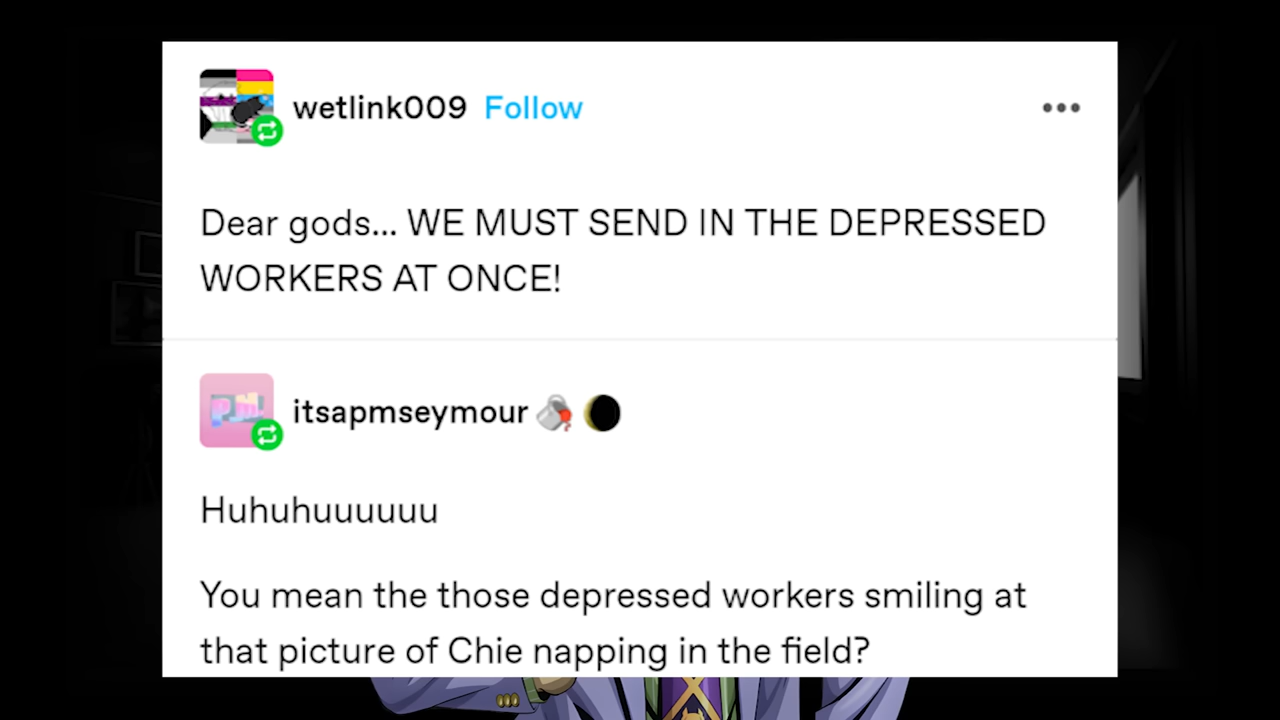 wetlink009 Follow
Dear gods... WE MUST SEND IN THE DEPRESSED
WORKERS AT ONCE!
itsapmseymour
Huhuhuuuuuu
You mean the those depressed workers smiling at
that picture of Chie napping in the field?